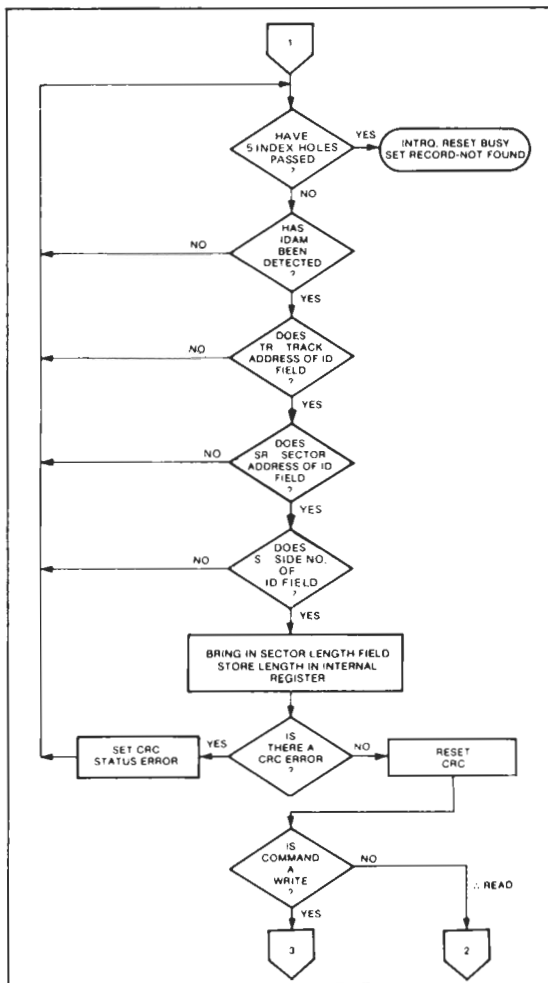 1
HAVE
5 INDEX HOLES
PASSED
?
YES
INTRQ, RESET BUSY
SET RECORD-NOT FOUND
NO
HAS
IDAM
BEEN
DETECTED
?
NO
YES
DOES
TR TRACK
ADDRESS OF ID
FIELD
?
NO
YES
DOES
SR SECTOR
ADDRESS OF ID
FIELD
?
NO
YES
DOES
S SIDE NO.
OF
ID FIELD
?
NO
YES
BRING IN SECTOR LENGTH FIELD
STORE LENGTH IN INTERNAL
REGISTER
IS
THERE A
CRC ERROR
?
YES
SET CRC
STATUS ERROR
NO
RESET
CRC
IS
COMMAND
A
WRITE
?
NO
∴ READ
YES
3
2